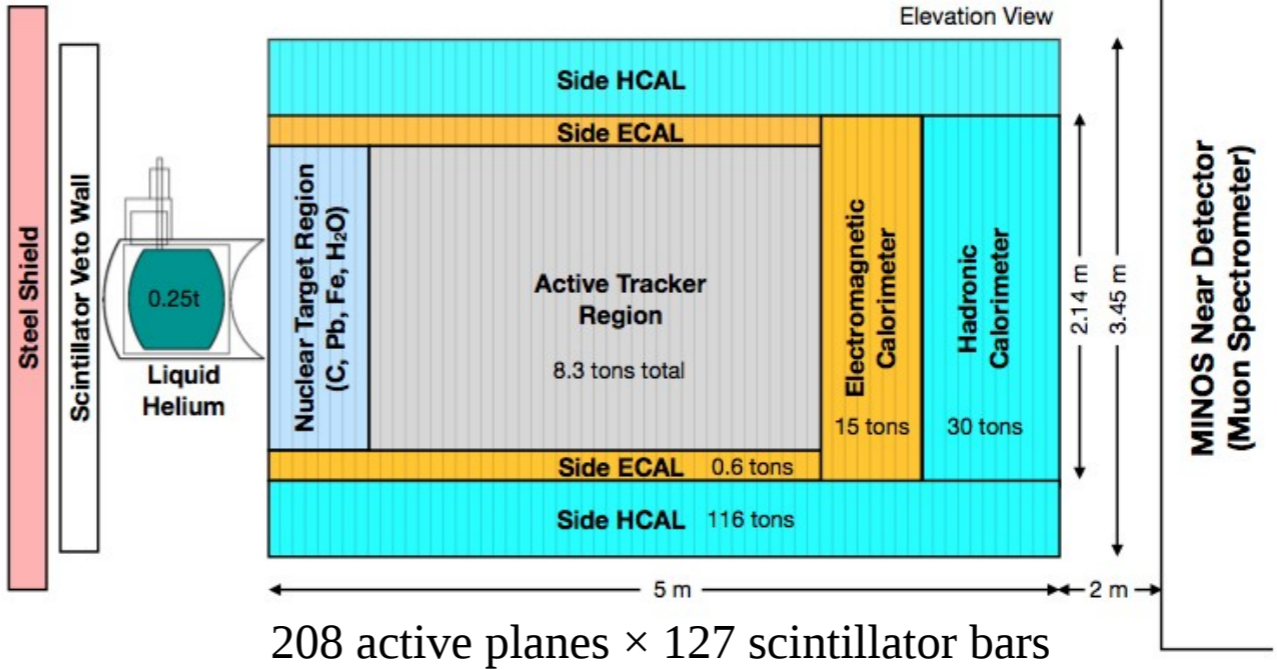 Elevation View
Steel Shield
Scintillator Veto Wall
0.25t
Liquid
Helium
Side HCAL
Side ECAL
Nuclear Target Region
(C, Pb, Fe, H₂O)
Active Tracker
Region
8.3 tons total
Electromagnetic
Calorimeter
15 tons
Hadronic
Calorimeter
30 tons
Side ECAL 0.6 tons
Side HCAL 116 tons
2.14 m
3.45 m
MINOS Near Detector
(Muon Spectrometer)
5 m
2 m
208 active planes × 127 scintillator bars